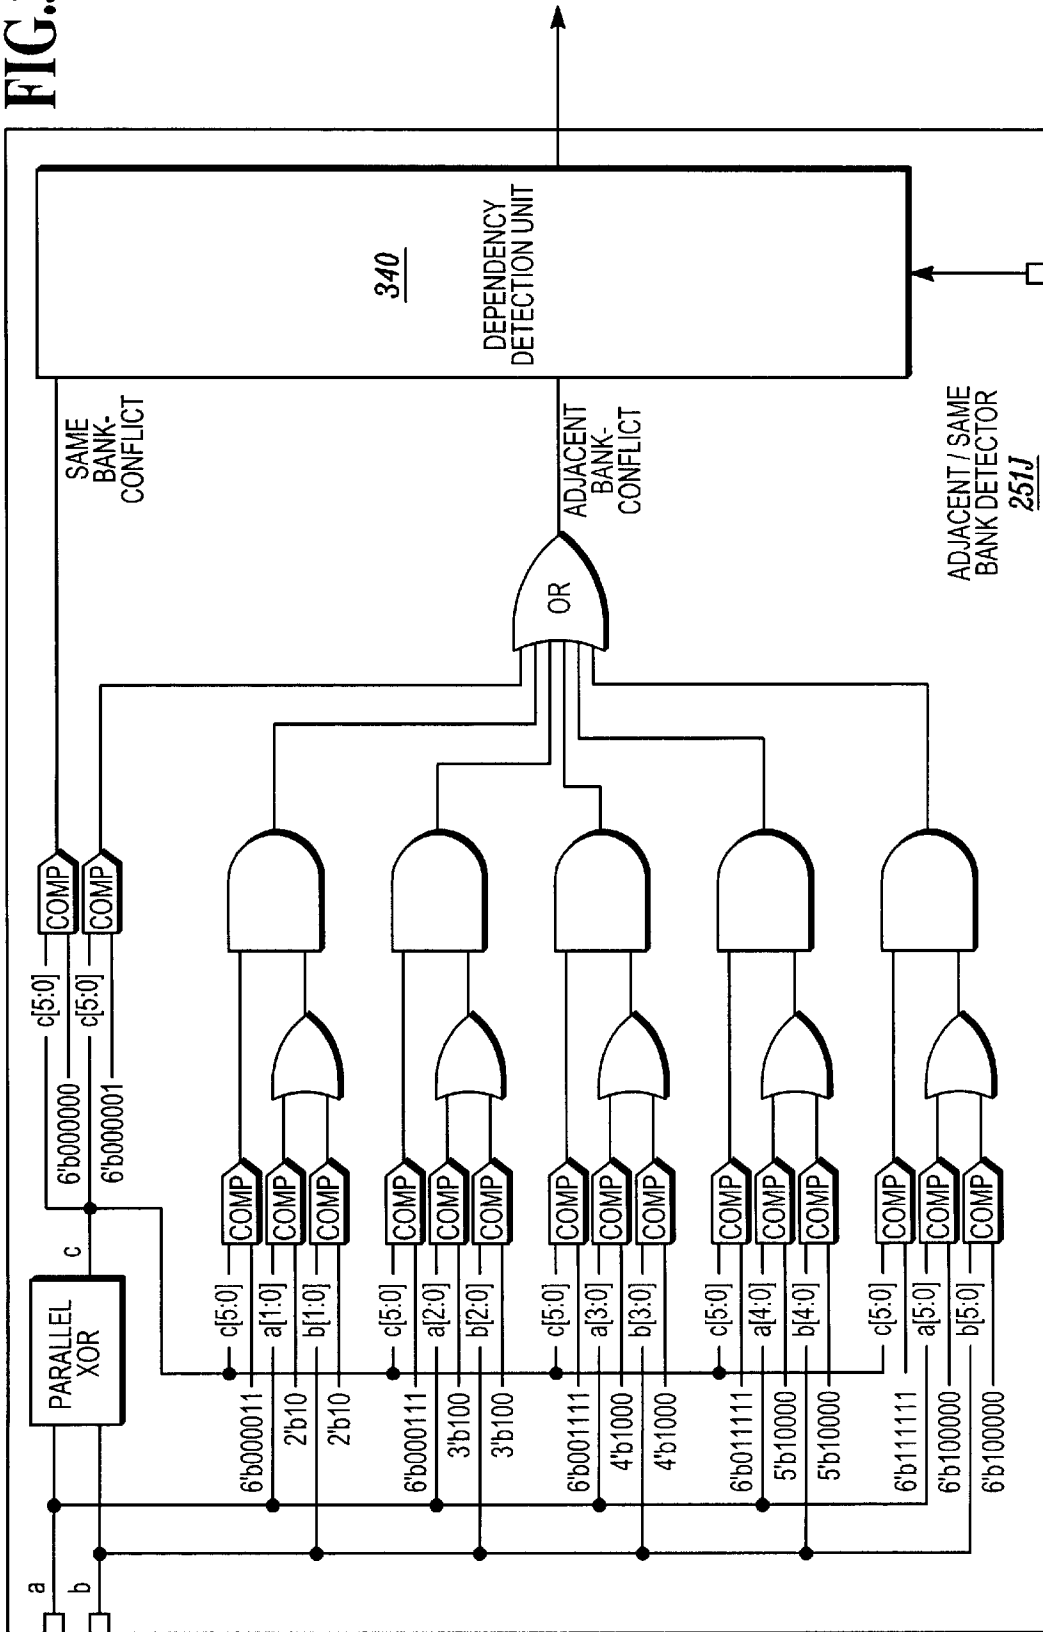 FIG.
a
b
PARALLEL
XOR
c
c[5:0]
6'b000000
c[5:0]
6'b000001
COMP
COMP
c[5:0]
6'b000011
a[1:0]
2'b10
b[1:0]
2'b10
COMP
COMP
COMP
c[5:0]
6'b000111
a[2:0]
3'b100
b[2:0]
3'b100
COMP
COMP
COMP
c[5:0]
6'b001111
a[3:0]
4'b1000
b[3:0]
4'b1000
COMP
COMP
COMP
c[5:0]
6'b011111
a[4:0]
5'b10000
b[4:0]
5'b10000
COMP
COMP
COMP
c[5:0]
6'b111111
a[5:0]
6'b100000
b[5:0]
6'b100000
COMP
COMP
COMP
OR
SAME
BANK-
CONFLICT
ADJACENT
BANK-
CONFLICT
340
DEPENDENCY
DETECTION UNIT
ADJACENT / SAME
BANK DETECTOR
251J